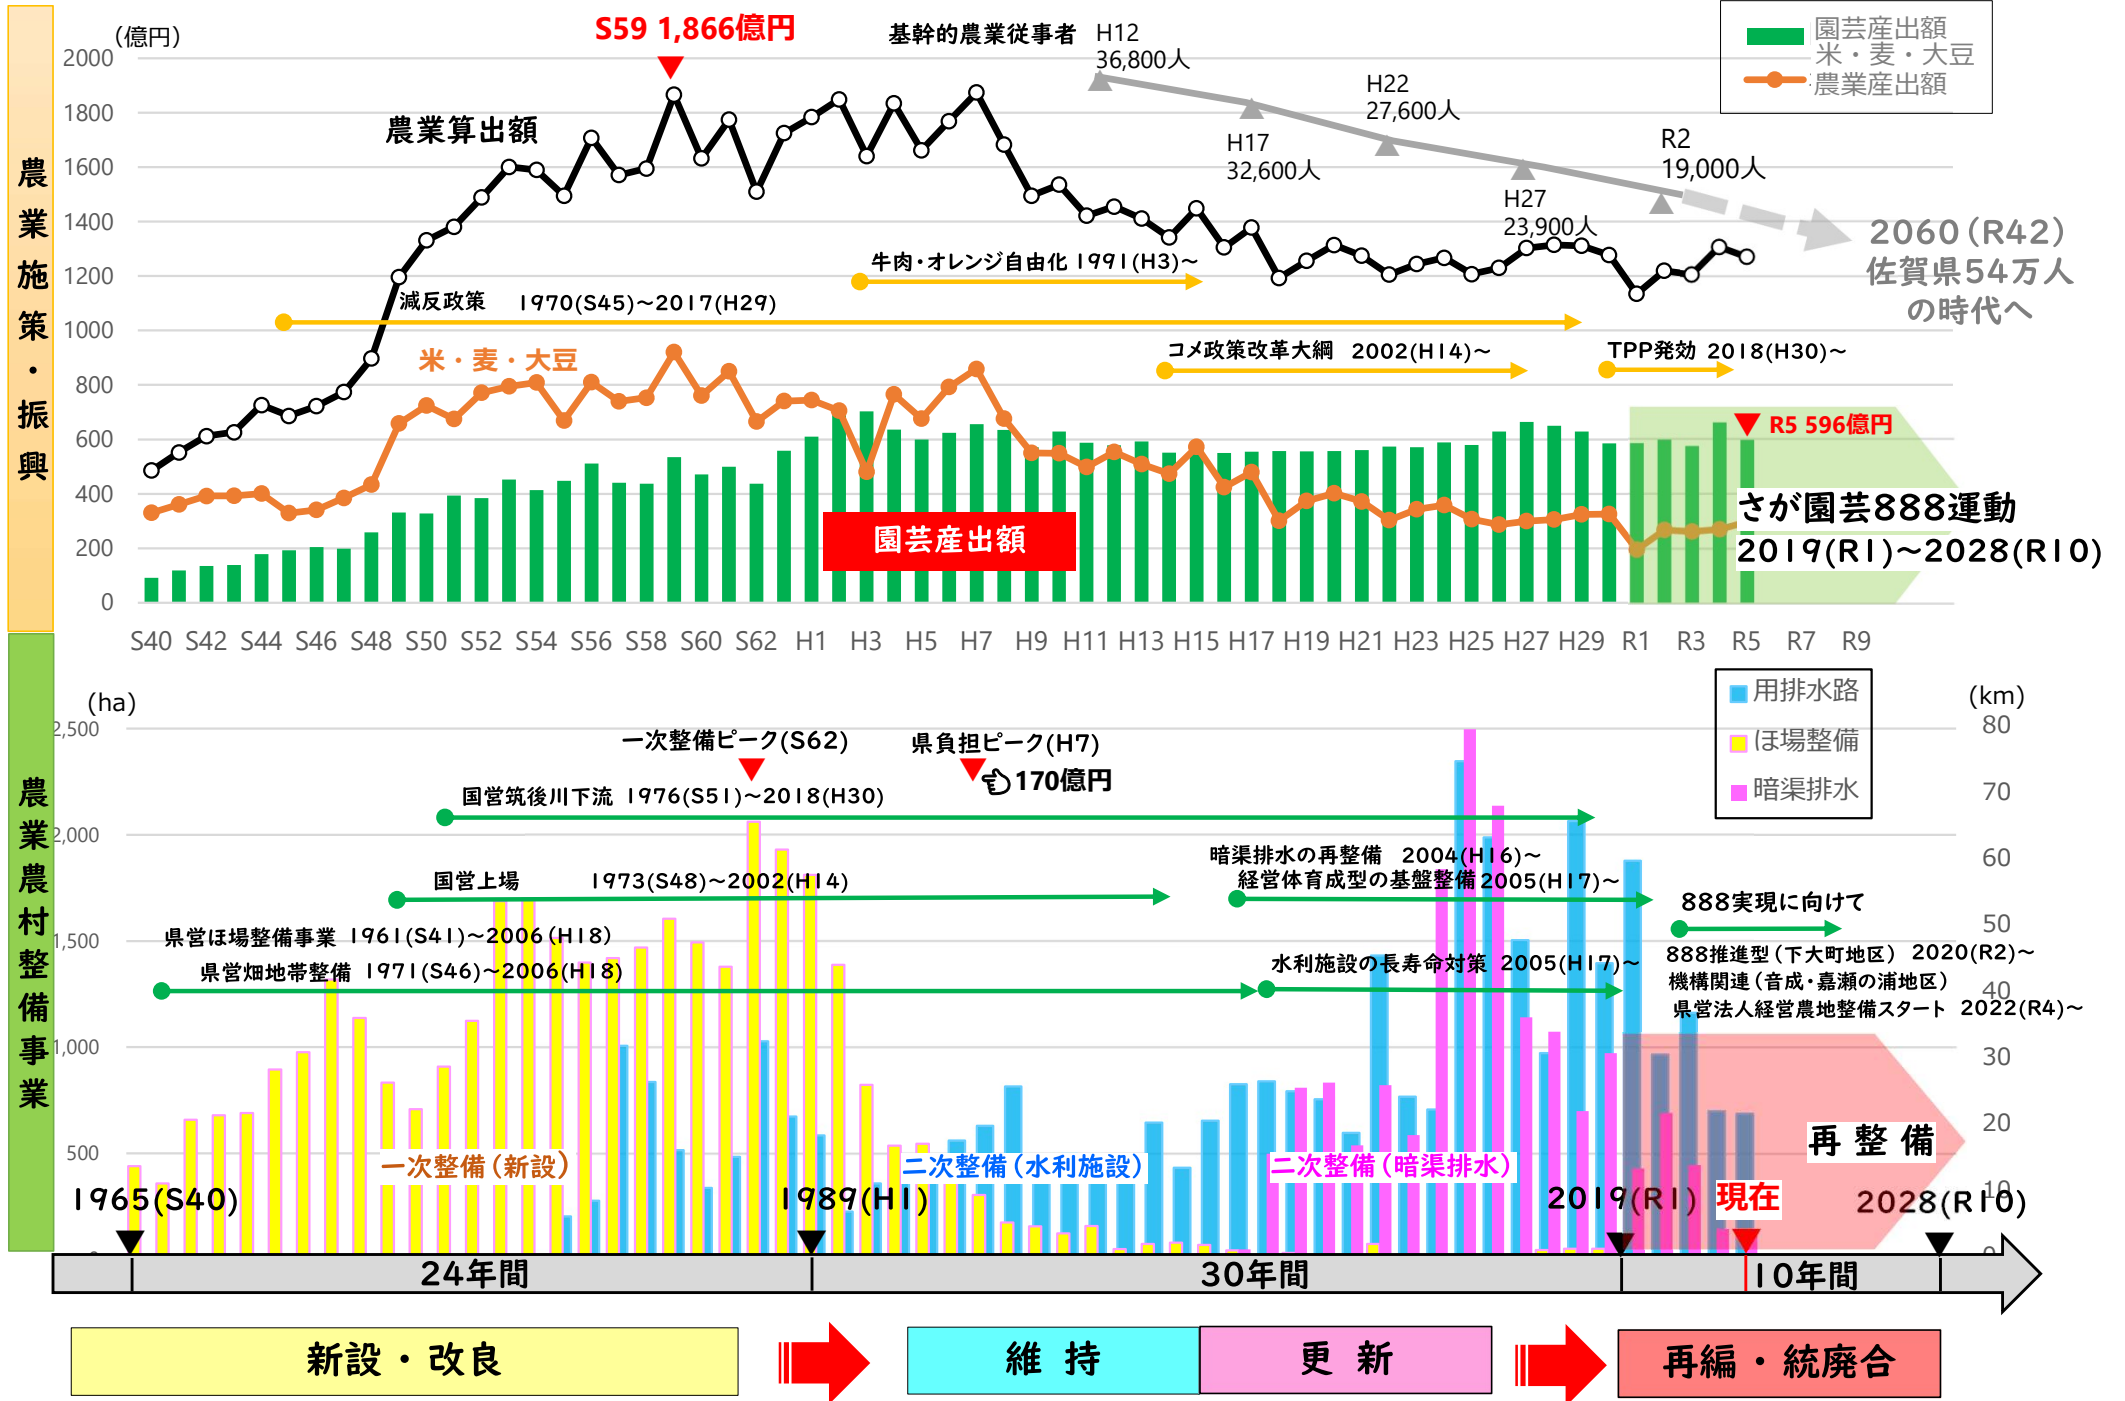 農業施策・振興
(億円)
S59 1,866億円
基幹的農業従事者
H12
36,800人
園芸産出額
米・麦・大豆
農業産出額
2000
1800
1600
1400
1200
1000
800
600
400
200
0
農業算出額
H17
32,600人
H22
27,600人
H27
23,900人
R2
19,000人
2060(R42)
佐賀県54万人
の時代へ
牛肉・オレンジ自由化 1991(H3)～
減反政策 1970(S45)～2017(H29)
米・麦・大豆
コメ政策改革大綱 2002(H14)～
TPP発効 2018(H30)～
R5 596億円
園芸産出額
さが園芸888運動
2019(R1)～2028(R10)
S40 S42 S44 S46 S48 S50 S52 S54 S56 S58 S60 S62 H1 H3 H5 H7 H9 H11 H13 H15 H17 H19 H21 H23 H25 H27 H29 R1 R3 R5 R7 R9
農業農村整備事業
(ha)
(km)
用排水路
ほ場整備
暗渠排水
2,500
2,000
1,500
1,000
500
0
80
70
60
50
40
30
20
10
0
一次整備ピーク(S62)
県負担ピーク(H7)
170億円
国営筑後川下流 1976(S51)～2018(H30)
国営上場 1973(S48)～2002(H14)
暗渠排水の再整備 2004(H16)～
経営体育成型の基盤整備2005(H17)～
888実現に向けて
県営ほ場整備事業 1961(S41)～2006(H18)
県営畑地帯整備 1971(S46)～2006(H18)
水利施設の長寿命対策 2005(H17)～
888推進型(下大町地区) 2020(R2)～
機構関連(音成・嘉瀬の浦地区)
県営法人経営農地整備スタート 2022(R4)～
一次整備(新設)
二次整備(水利施設)
二次整備(暗渠排水)
再整備
1965(S40)
1989(H1)
2019(R1)
現在
2028(R10)
24年間
30年間
10年間
新設・改良
維持
更新
再編・統廃合